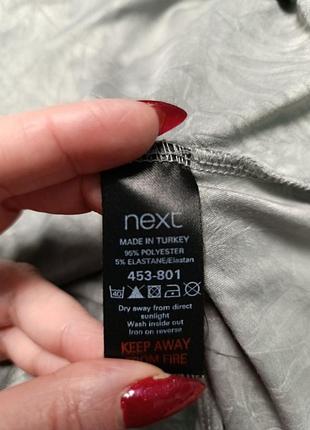 next
MADE IN TURKEY
95% POLYESTER
5% ELASTANE/Elastan
453-801
40
Dry away from direct
sunlight
Wash inside out
Iron on reverse
KEEP AWAY
FROM FIRE